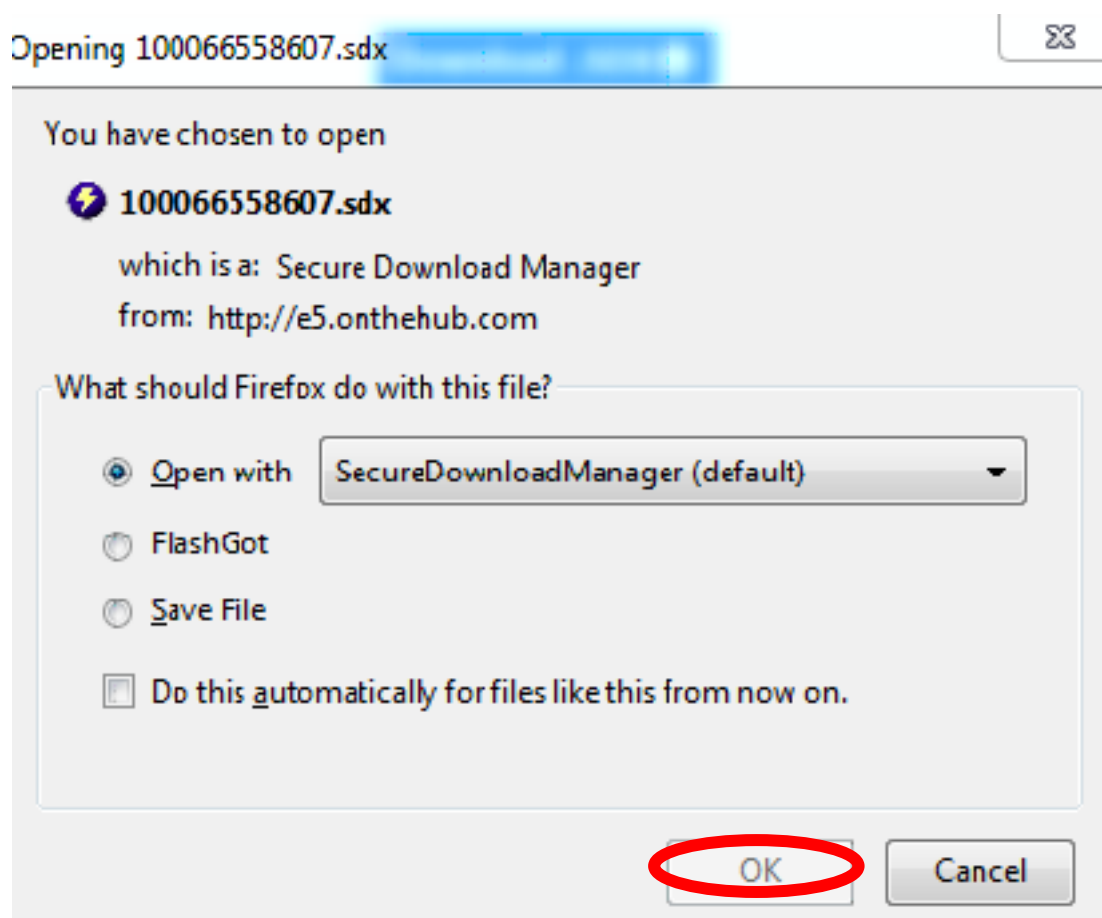 Opening 100066558607.sdx
You have chosen to open
100066558607.sdx
which is a: Secure Download Manager
from: http://e5.onthehub.com
What should Firefox do with this file?
Open with SecureDownloadManager (default)
FlashGot
Save File
Do this automatically for files like this from now on.
OK Cancel